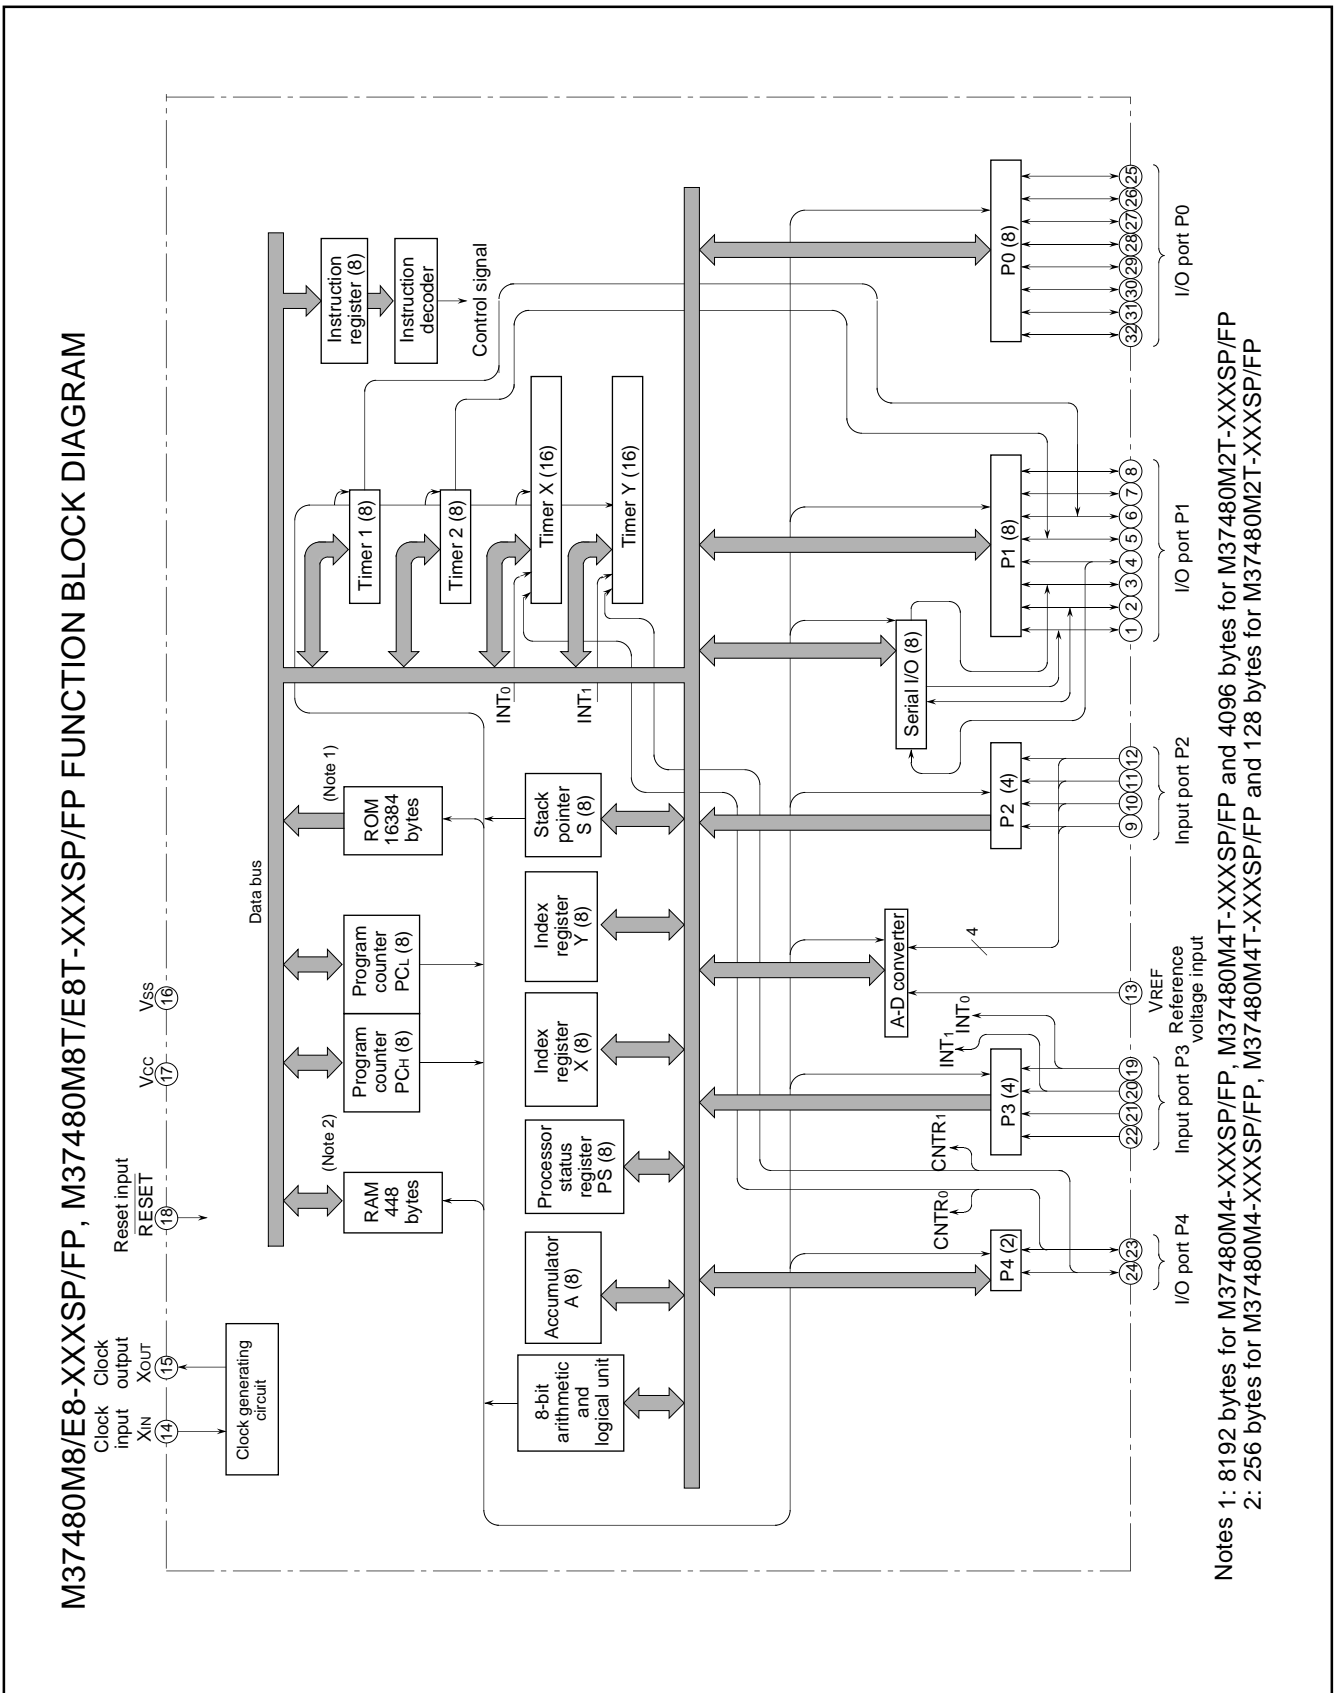 M37480M8/E8-XXXSP/FP, M37480M8T/E8T-XXXSP/FP FUNCTION BLOCK DIAGRAM
Clock
input
XIN
Clock
output
XOUT
Reset input
RESET
VCC
VSS
14
15
18
17
16
Clock generating
circuit
Data bus
RAM
448
bytes
(Note 2)
Program
counter
PCH (8)
Program
counter
PCL (8)
ROM
16384
bytes
(Note 1)
Instruction
register (8)
Instruction
decoder
Control signal
Timer 1 (8)
Timer 2 (8)
Timer X (16)
Timer Y (16)
INT0
INT1
8-bit
arithmetic
and
logical unit
Accumulator
A (8)
Processor
status
register
PS (8)
Index
register
X (8)
Index
register
Y (8)
Stack
pointer
S (8)
CNTR0
CNTR1
INT1
INT0
A-D converter
4
Serial I/O (8)
P4 (2)
P3 (4)
P2 (4)
P1 (8)
P0 (8)
24 23
22 21 20 19
13
9 10 11 12
1 2 3 4 5 6 7 8
32 31 30 29 28 27 26 25
I/O port P4
Input port P3
VREF
Reference
voltage input
Input port P2
I/O port P1
I/O port P0
Notes 1: 8192 bytes for M37480M4-XXXSP/FP, M37480M4T-XXXSP/FP and 4096 bytes for M37480M2T-XXXSP/FP
2: 256 bytes for M37480M4-XXXSP/FP, M37480M4T-XXXSP/FP and 128 bytes for M37480M2T-XXXSP/FP